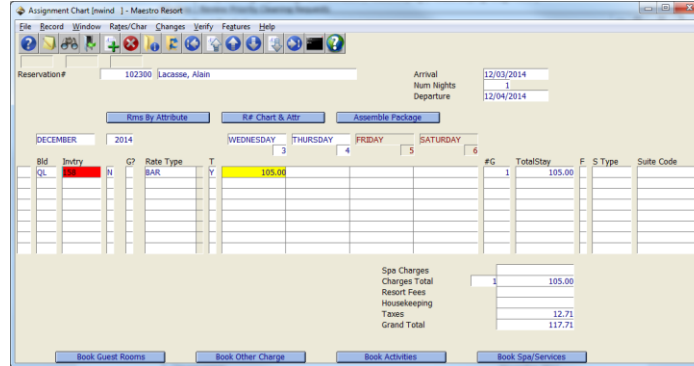 Assignment Chart [nwind ] - Maestro Resort
File Record Window Rates/Char Changes Verify Features Help
Reservation# 102300 Lacasse, Alain Arrival 12/03/2014
Num Nights 1
Departure 12/04/2014
Rms By Attribute R# Chart & Attr Assemble Package
DECEMBER 2014 WEDNESDAY THURSDAY FRIDAY SATURDAY
3 4 5 6
Bld Invtry G? Rate Type T #G TotalStay F S Type Suite Code
QL 158 N BAR Y 105.00 1 105.00
Spa Charges
Charges Total 1 105.00
Resort Fees
Housekeeping
Taxes 12.71
Grand Total 117.71
Book Guest Rooms Book Other Charge Book Activities Book Spa/Services